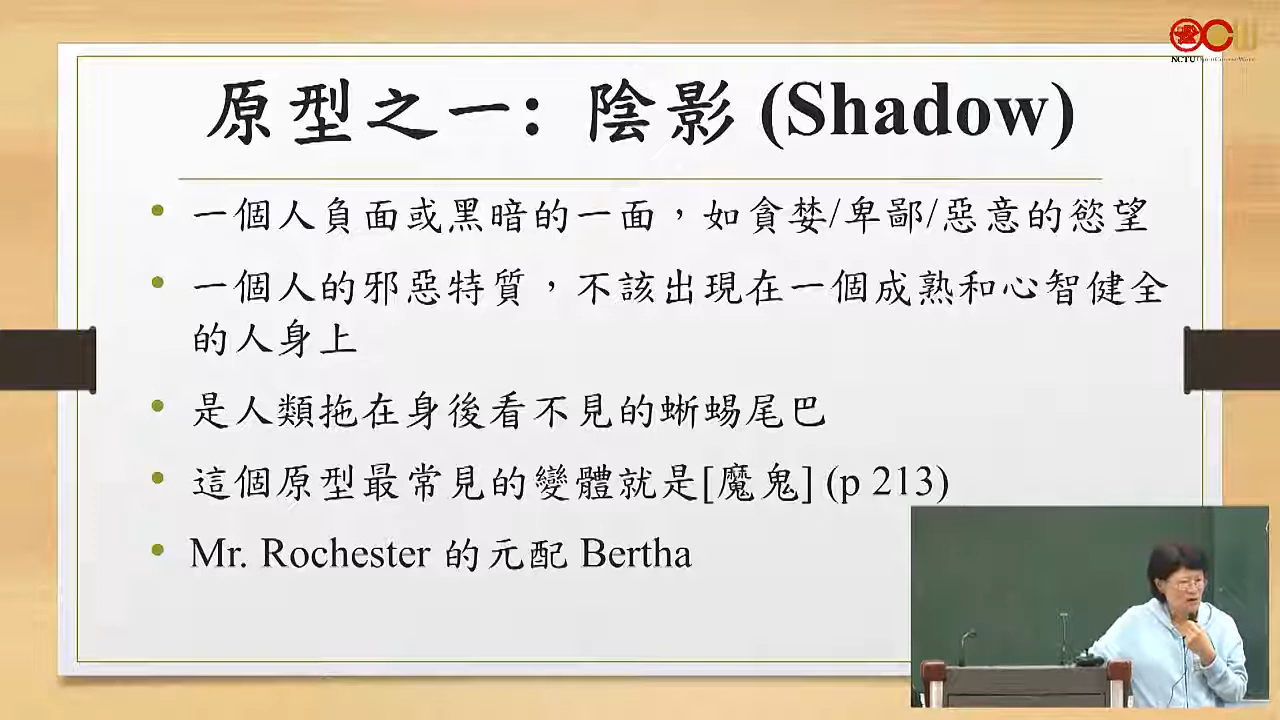 NCTU OpenCourseWare
原型之一：陰影 (Shadow)
一個人負面或黑暗的一面，如貪婪/卑鄙/惡意的慾望
一個人的邪惡特質，不該出現在一個成熟和心智健全
的人身上
是人類拖在身後看不見的蜥蜴尾巴
這個原型最常見的變體就是[魔鬼] (p 213)
Mr. Rochester 的元配 Bertha